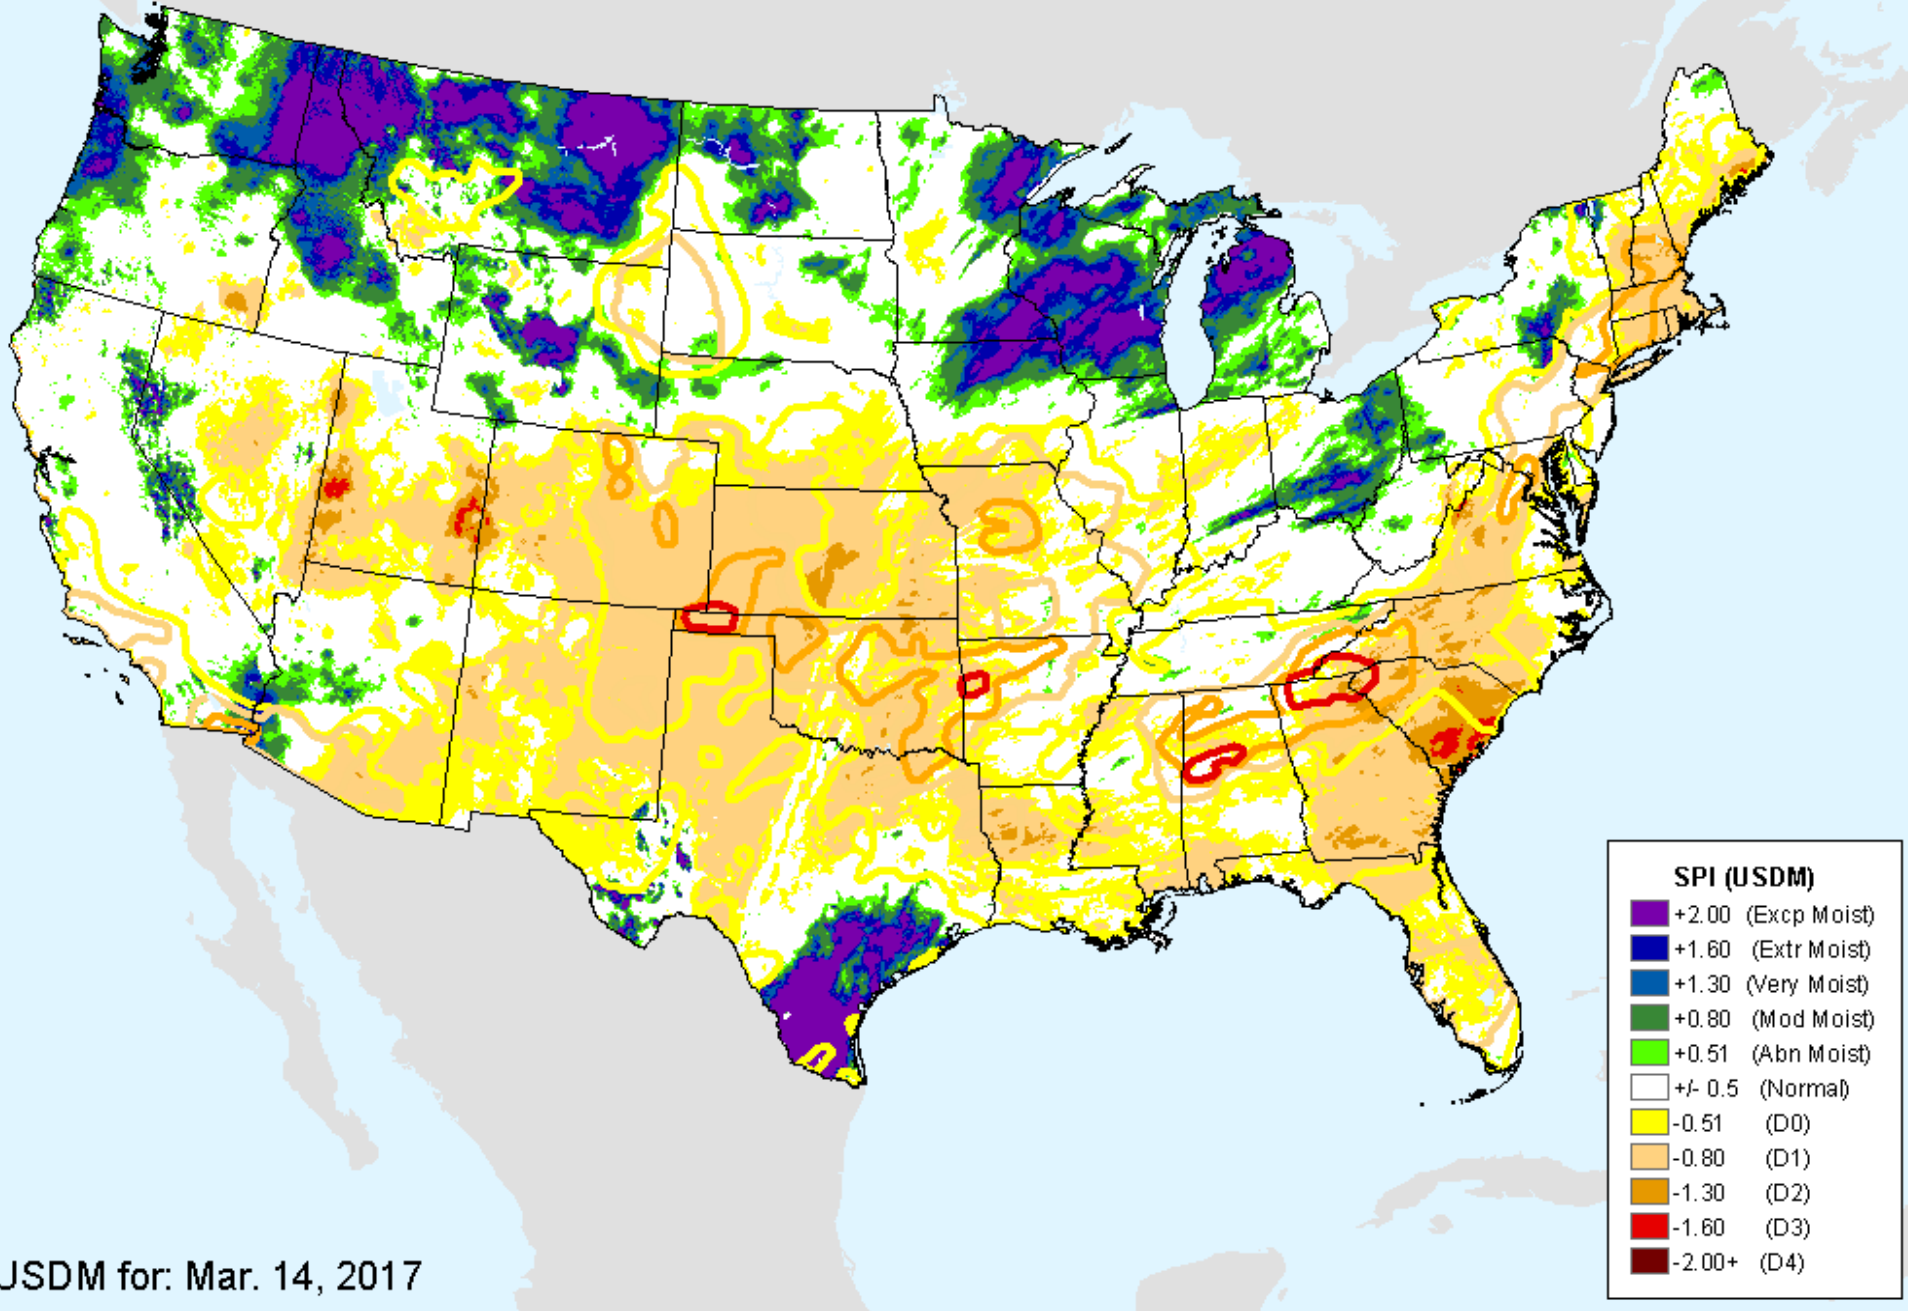 SPI (USDM)
+2.00 (Excp Moist)
+1.60 (Extr Moist)
+1.30 (Very Moist)
+0.80 (Mod Moist)
+0.51 (Abn Moist)
+/- 0.5 (Normal)
-0.51 (D0)
-0.80 (D1)
-1.30 (D2)
-1.60 (D3)
-2.00+ (D4)
USDM for: Mar. 14, 2017